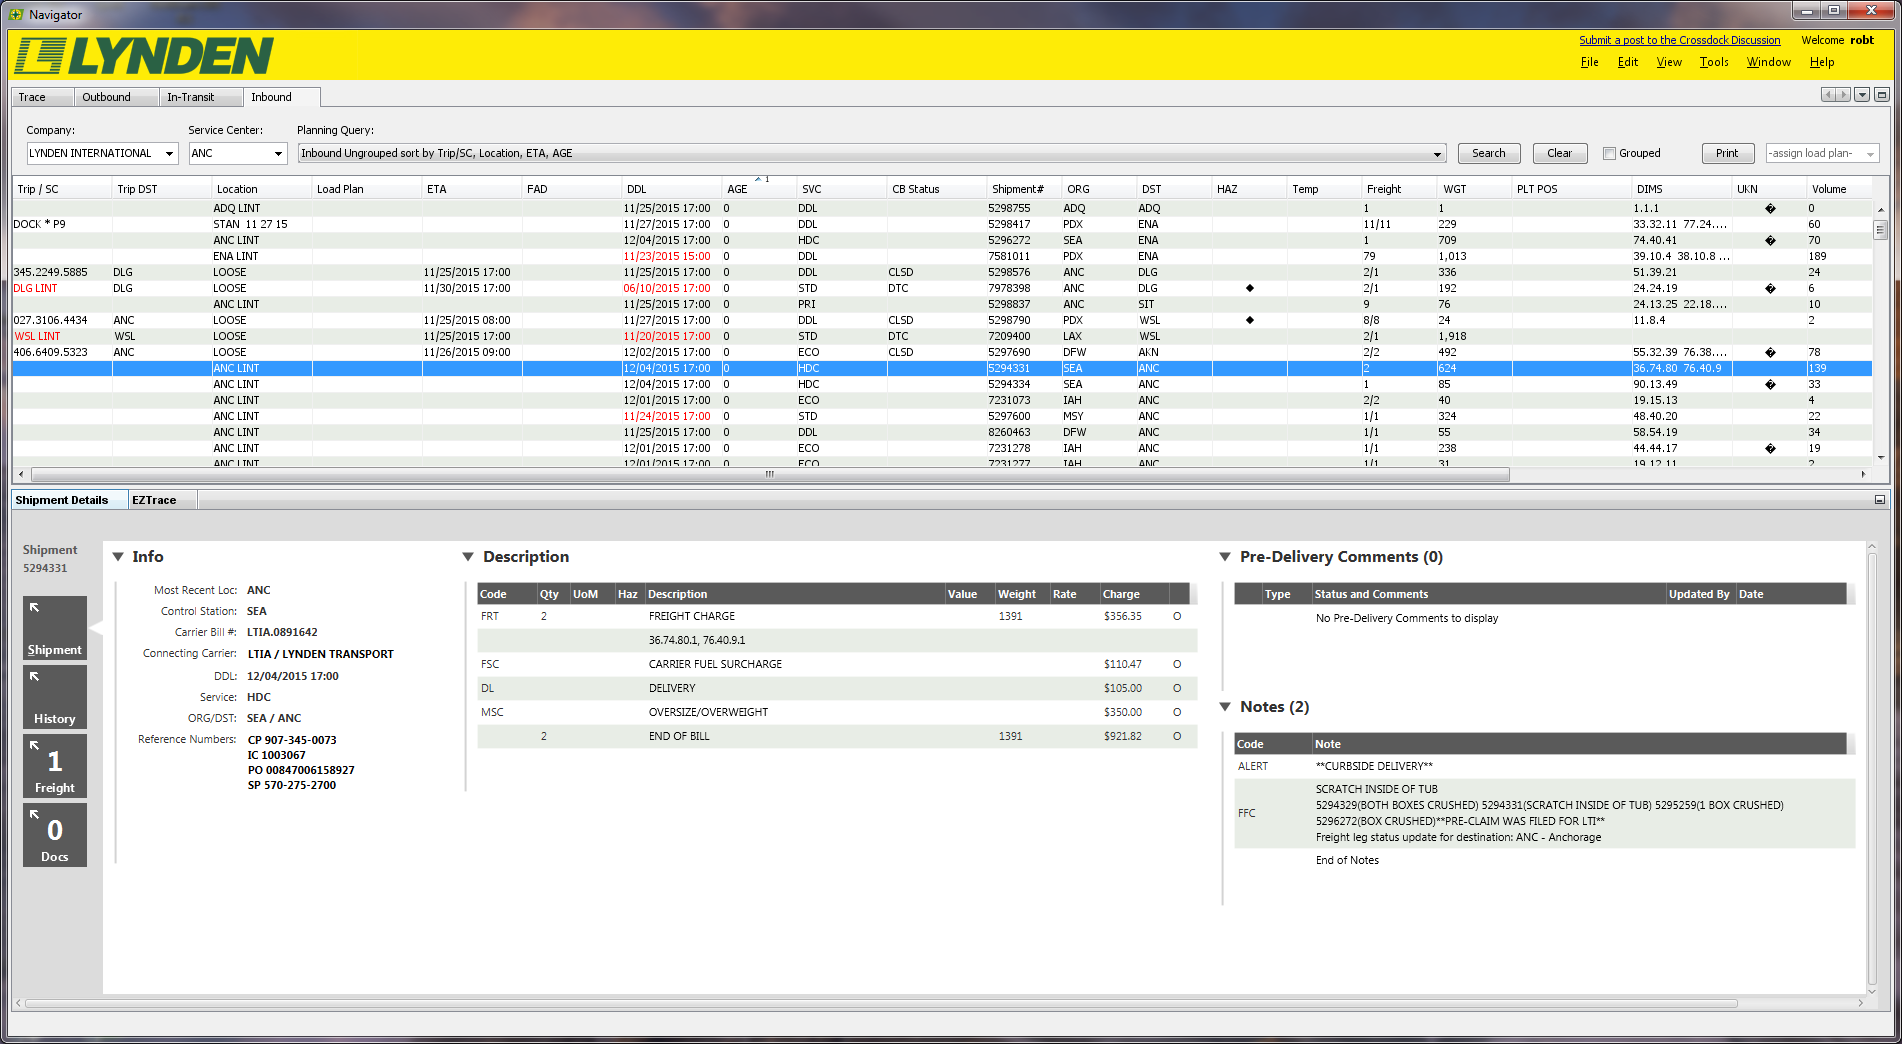 Navigator
LYNDEN
Submit a post to the Crossdock Discussion Welcome robt
File Edit View Tools Window Help
Trace Outbound In-Transit Inbound
Company: Service Center: Planning Query:
LYNDEN INTERNATIONAL ANC Inbound Ungrouped sort by Trip/SC, Location, ETA, AGE Search Clear Grouped Print -assign load plan-
Trip / SC Trip DST Location Load Plan ETA FAD DDL AGE 1 SVC CB Status Shipment# ORG DST HAZ Temp Freight WGT PLT POS DIMS UKN Volume
ADQ LINT 11/25/2015 17:00 0 DDL 5298755 ADQ ADQ 1 1 1.1.1 � 0
DOCK * P9 STAN 11 27 15 11/27/2015 17:00 0 DDL 5298417 PDX ENA 11/11 229 33.32.11 77.24.... 60
ANC LINT 12/04/2015 17:00 0 HDC 5296272 SEA ANC 1 709 74.40.41 � 70
ENA LINT 11/23/2015 15:00 0 DDL 7581011 PDX ENA 79 1,013 39.10.4 38.10.8 ... 189
345.2249.5885 DLG LOOSE 11/25/2015 17:00 11/25/2015 17:00 0 DDL CLSD 5298576 ANC DLG 2/1 336 51.39.21 24
DLG LINT DLG LOOSE 11/30/2015 17:00 06/10/2015 17:00 0 STD DTC 7978398 ANC DLG ◆ 2/1 192 24.24.19 � 6
ANC LINT 11/25/2015 17:00 0 PRI 5298837 ANC SIT 9 76 24.13.25 22.18.... 10
027.3106.4434 ANC LOOSE 11/25/2015 08:00 11/27/2015 17:00 0 DDL CLSD 5298790 PDX WSL ◆ 8/8 24 11.8.4 2
WSL LINT WSL LOOSE 11/20/2015 17:00 0 STD DTC 7209400 LAX WSL 2/1 1,918
406.6409.5323 ANC LOOSE 11/26/2015 09:00 12/02/2015 17:00 0 ECO CLSD 5297690 DFW AKN 2/2 492 55.32.39 76.38.... � 78
ANC LINT 12/04/2015 17:00 0 HDC 5294331 SEA ANC 2 624 36.74.80 76.40.9 139
ANC LINT 12/04/2015 17:00 0 HDC 5294334 SEA ANC 1 85 90.13.49 � 33
ANC LINT 12/01/2015 17:00 0 ECO 7231073 IAH ANC 2/2 40 19.15.13 4
ANC LINT 11/24/2015 17:00 0 STD 5297600 MSY ANC 1/1 324 48.40.20 22
ANC LINT 11/25/2015 17:00 0 DDL 8260463 DFW ANC 1/1 55 58.54.19 34
ANC LINT 12/01/2015 17:00 0 ECO 7231278 IAH ANC 1/1 238 44.44.17 � 19
ANC LINT 12/01/2015 17:00 0 ECO 7231277 IAH ANC 1/1 31 19.12.11 2
Shipment Details EZTrace
Shipment
5294331
Shipment
History
1
Freight
0
Docs
Info
Most Recent Loc: ANC
Control Station: SEA
Carrier Bill #: LTIA.0891642
Connecting Carrier: LTIA / LYNDEN TRANSPORT
DDL: 12/04/2015 17:00
Service: HDC
ORG/DST: SEA / ANC
Reference Numbers: CP 907-345-0073
IC 1003067
PO 00847006158927
SP 570-275-2700
Description
Code Qty UoM Haz Description Value Weight Rate Charge
FRT 2 FREIGHT CHARGE 1391 $356.35 O
36.74.80.1, 76.40.9.1
FSC CARRIER FUEL SURCHARGE $110.47 O
DL DELIVERY $105.00 O
MSC OVERSIZE/OVERWEIGHT $350.00 O
2 END OF BILL 1391 $921.82 O
Pre-Delivery Comments (0)
Type Status and Comments Updated By Date
No Pre-Delivery Comments to display
Notes (2)
Code Note
ALERT **CURBSIDE DELIVERY**
SCRATCH INSIDE OF TUB
5294329(BOTH BOXES CRUSHED) 5294331(SCRATCH INSIDE OF TUB) 5295259(1 BOX CRUSHED)
FFC 5296272(BOX CRUSHED)**PRE-CLAIM WAS FILED FOR LTI**
Freight leg status update for destination: ANC - Anchorage
End of Notes